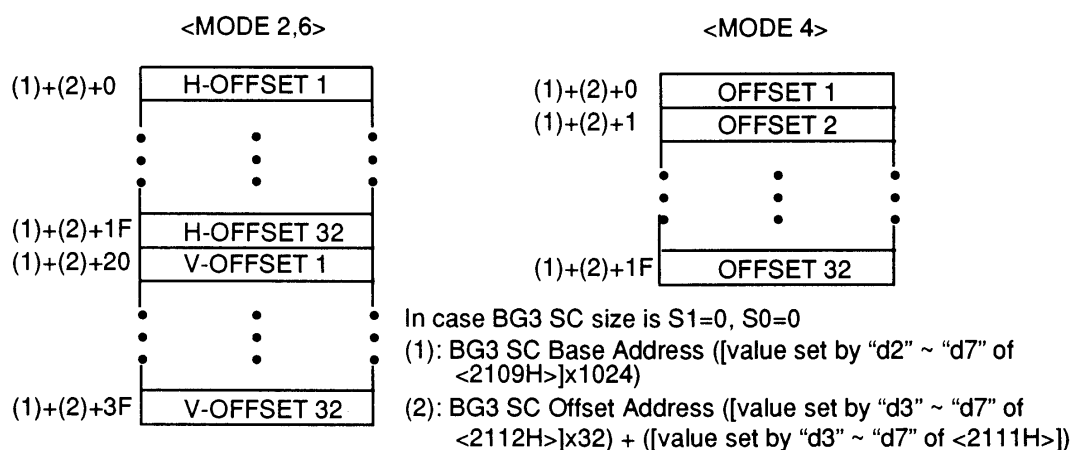 <MODE 2,6>
(1)+(2)+0 H-OFFSET 1
(1)+(2)+1F H-OFFSET 32
(1)+(2)+20 V-OFFSET 1
(1)+(2)+3F V-OFFSET 32
<MODE 4>
(1)+(2)+0 OFFSET 1
(1)+(2)+1 OFFSET 2
(1)+(2)+1F OFFSET 32
In case BG3 SC size is S1=0, S0=0
(1): BG3 SC Base Address ([value set by “d2” ~ “d7” of
<2109H>]x1024)
(2): BG3 SC Offset Address ([value set by “d3” ~ “d7” of
<2112H>]x32) + ([value set by “d3” ~ “d7” of <2111H>])